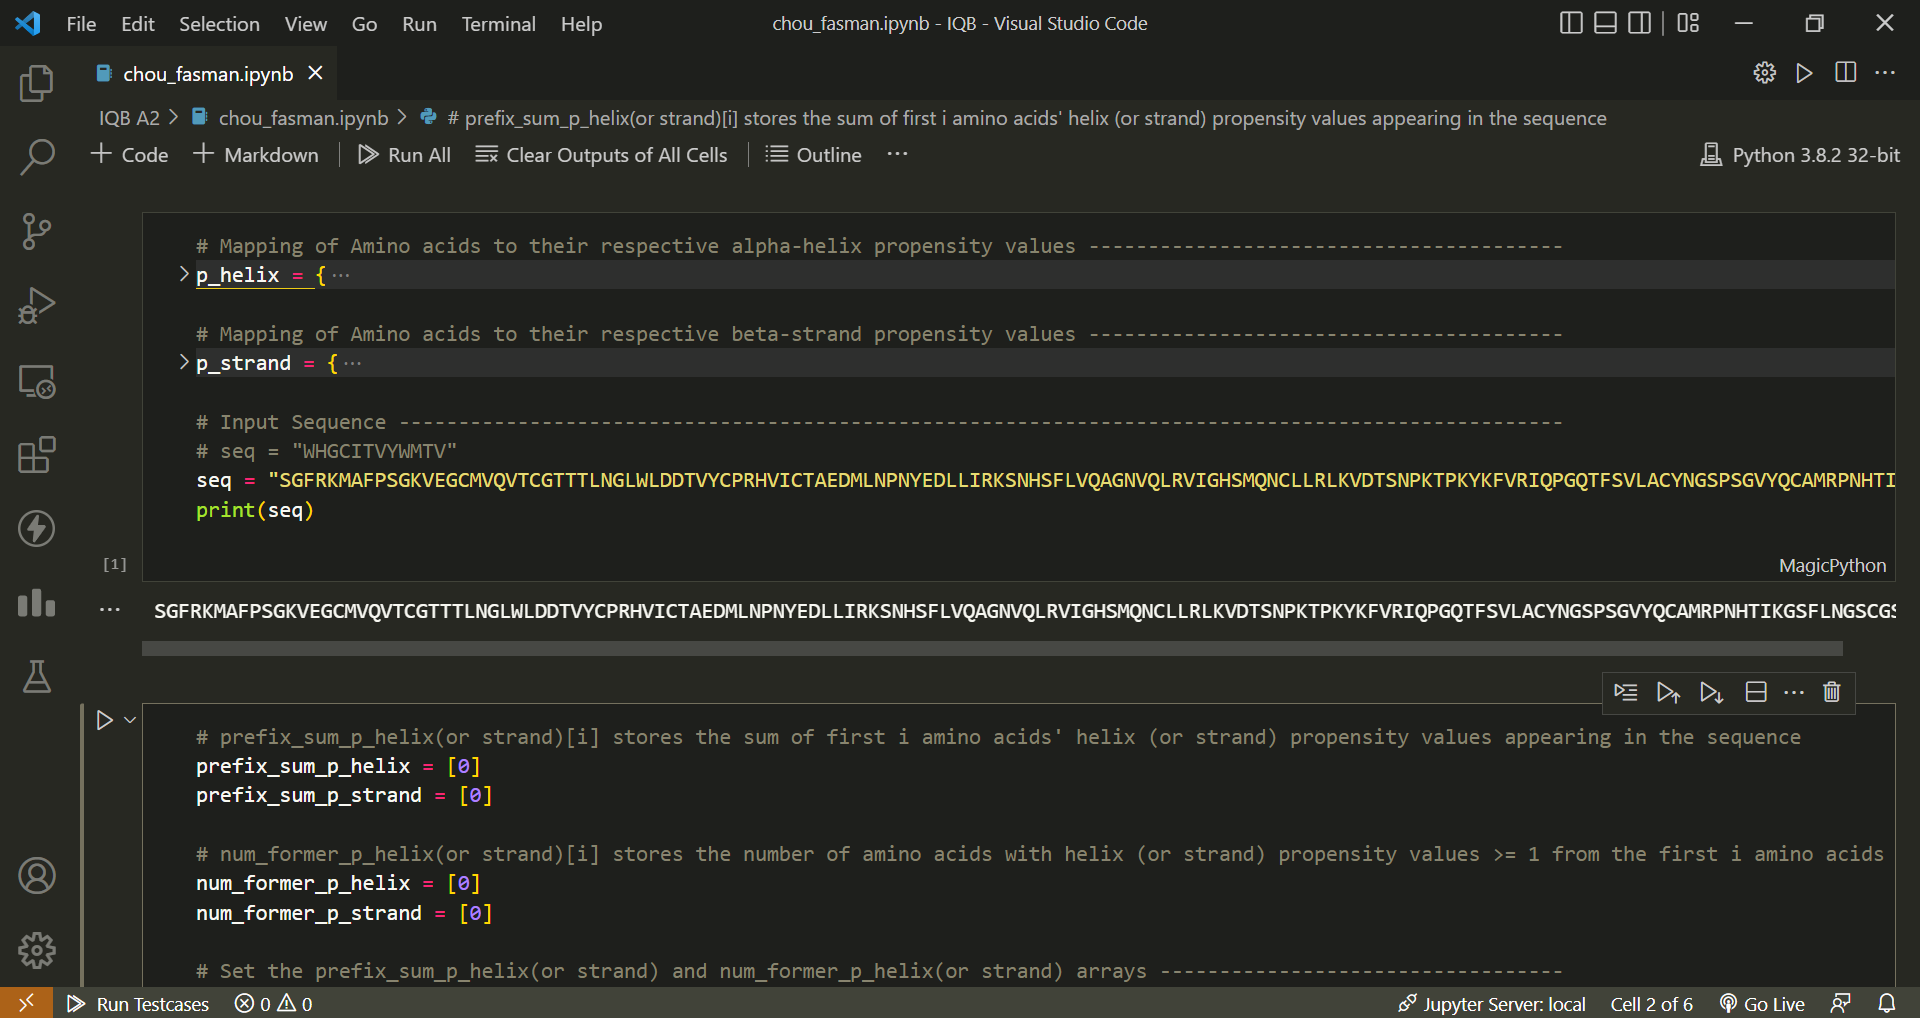 File Edit Selection View Go Run Terminal Help chou_fasman.ipynb - IQB - Visual Studio Code
chou_fasman.ipynb
IQB A2 > chou_fasman.ipynb > # prefix_sum_p_helix(or strand)[i] stores the sum of first i amino acids' helix (or strand) propensity values appearing in the sequence
+ Code + Markdown Run All Clear Outputs of All Cells Outline ··· Python 3.8.2 32-bit
# Mapping of Amino acids to their respective alpha-helix propensity values ----------------------------------------
p_helix = {···
# Mapping of Amino acids to their respective beta-strand propensity values ----------------------------------------
p_strand = {···
# Input Sequence --------------------------------------------------------------------------------------------------
# seq = "WHGCITVYWMTV"
seq = "SGFRKMAFPSGKVEGCMVQVTCGTTTLNGLWLDDTVYCPRHVICTAEDMLNPNYEDLLIRKSNHSFLVQAGNVQLRVIGHSMQNCLLRLKVDTSNPKTPKYKFVRIQPGQTFSVLACYNGSPSGVYQCAMRPNHTI
print(seq)
[1]
MagicPython
SGFRKMAFPSGKVEGCMVQVTCGTTTLNGLWLDDTVYCPRHVICTAEDMLNPNYEDLLIRKSNHSFLVQAGNVQLRVIGHSMQNCLLRLKVDTSNPKTPKYKFVRIQPGQTFSVLACYNGSPSGVYQCAMRPNHTIKGSFLNGSCGS
# prefix_sum_p_helix(or strand)[i] stores the sum of first i amino acids' helix (or strand) propensity values appearing in the sequence
prefix_sum_p_helix = [0]
prefix_sum_p_strand = [0]
# num_former_p_helix(or strand)[i] stores the number of amino acids with helix (or strand) propensity values >= 1 from the first i amino acids
num_former_p_helix = [0]
num_former_p_strand = [0]
# Set the prefix_sum_p_helix(or strand) and num_former_p_helix(or strand) arrays ----------------------------------
Run Testcases 0 0 Jupyter Server: local Cell 2 of 6 Go Live